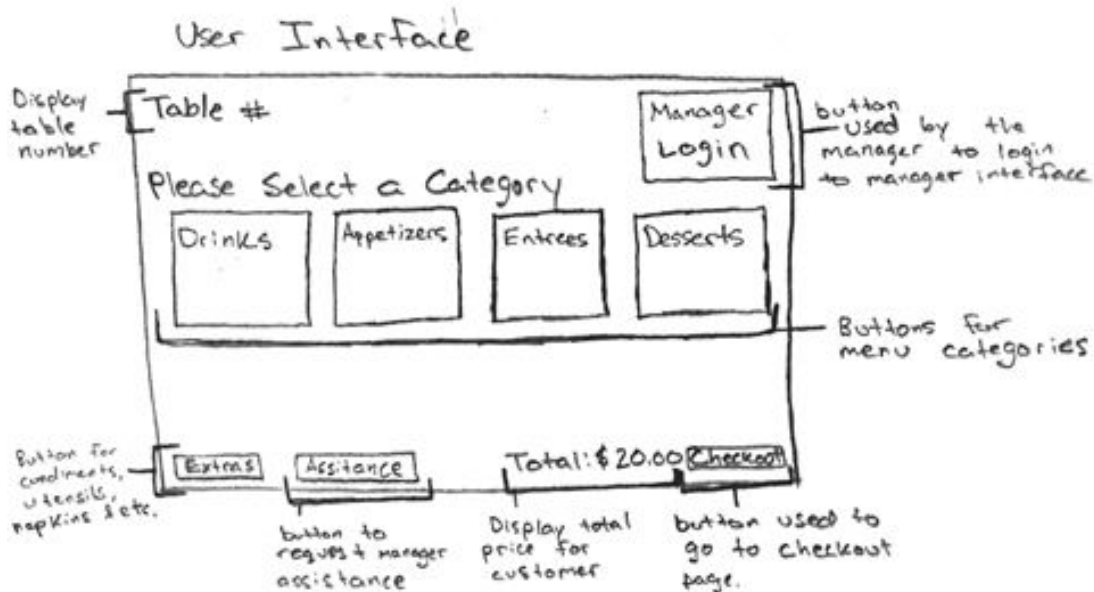 User Interface
Display
table
number
Table #
Manager
Login
button
used by the
manager to login
to manager interface
Please Select a Category
Drinks
Appetizers
Entrees
Desserts
Buttons for
menu categories
Button for
condiments,
utensils,
napkins & etc.
Extras
Assitance
Total: $20.00
Checkout
button to
request manager
assistance
Display total
price for
customer
button used to
go to checkout
page.